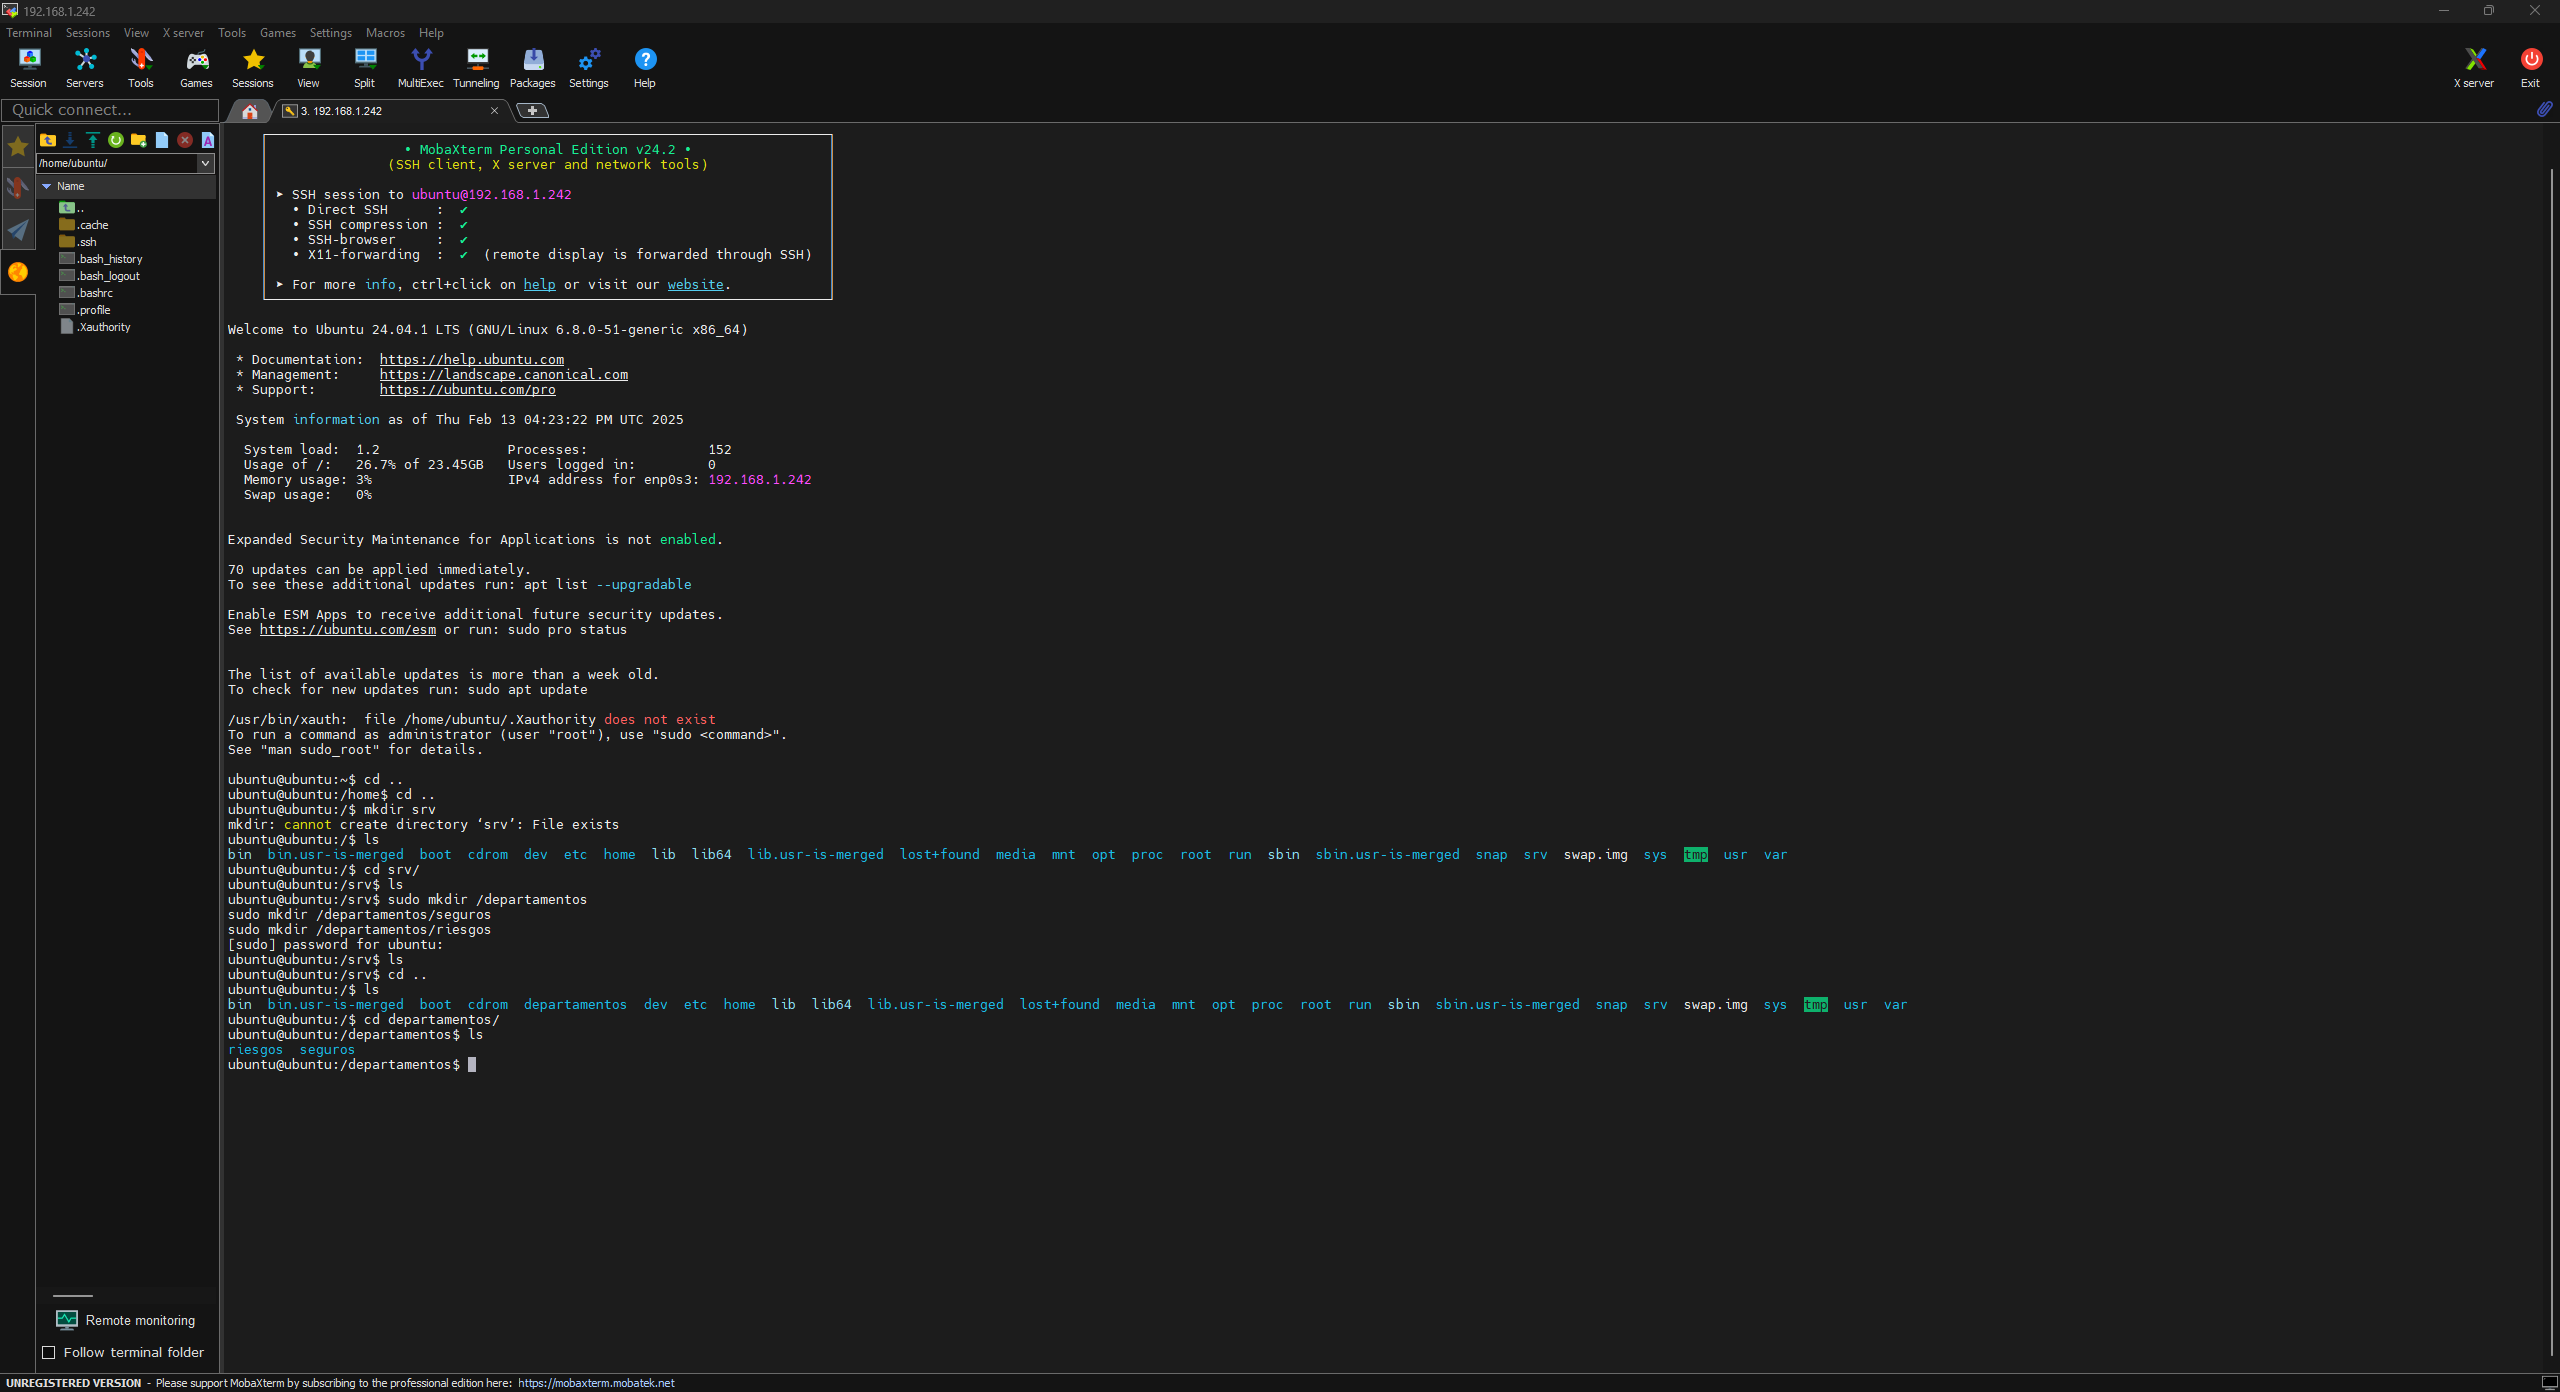 192.168.1.242
Terminal Sessions View X server Tools Games Settings Macros Help
Session Servers Tools Games Sessions View Split MultiExec Tunneling Packages Settings Help X server Exit
Quick connect...
3. 192.168.1.242
/home/ubuntu/
Name
..
.cache
.ssh
.bash_history
.bash_logout
.bashrc
.profile
.Xauthority
• MobaXterm Personal Edition v24.2 •
(SSH client, X server and network tools)
➤ SSH session to ubuntu@192.168.1.242
• Direct SSH : ✔
• SSH compression : ✔
• SSH-browser : ✔
• X11-forwarding : ✔ (remote display is forwarded through SSH)
➤ For more info, ctrl+click on help or visit our website.
Welcome to Ubuntu 24.04.1 LTS (GNU/Linux 6.8.0-51-generic x86_64)
* Documentation: https://help.ubuntu.com
* Management: https://landscape.canonical.com
* Support: https://ubuntu.com/pro
System information as of Thu Feb 13 04:23:22 PM UTC 2025
System load: 1.2 Processes: 152
Usage of /: 26.7% of 23.45GB Users logged in: 0
Memory usage: 3% IPv4 address for enp0s3: 192.168.1.242
Swap usage: 0%
Expanded Security Maintenance for Applications is not enabled.
70 updates can be applied immediately.
To see these additional updates run: apt list --upgradable
Enable ESM Apps to receive additional future security updates.
See https://ubuntu.com/esm or run: sudo pro status
The list of available updates is more than a week old.
To check for new updates run: sudo apt update
/usr/bin/xauth: file /home/ubuntu/.Xauthority does not exist
To run a command as administrator (user "root"), use "sudo <command>".
See "man sudo_root" for details.
ubuntu@ubuntu:~$ cd ..
ubuntu@ubuntu:/home$ cd ..
ubuntu@ubuntu:/$ mkdir srv
mkdir: cannot create directory ‘srv’: File exists
ubuntu@ubuntu:/$ ls
bin bin.usr-is-merged boot cdrom dev etc home lib lib64 lib.usr-is-merged lost+found media mnt opt proc root run sbin sbin.usr-is-merged snap srv swap.img sys tmp usr var
ubuntu@ubuntu:/$ cd srv/
ubuntu@ubuntu:/srv$ ls
ubuntu@ubuntu:/srv$ sudo mkdir /departamentos
sudo mkdir /departamentos/seguros
sudo mkdir /departamentos/riesgos
[sudo] password for ubuntu:
ubuntu@ubuntu:/srv$ ls
ubuntu@ubuntu:/srv$ cd ..
ubuntu@ubuntu:/$ ls
bin bin.usr-is-merged boot cdrom departamentos dev etc home lib lib64 lib.usr-is-merged lost+found media mnt opt proc root run sbin sbin.usr-is-merged snap srv swap.img sys tmp usr var
ubuntu@ubuntu:/$ cd departamentos/
ubuntu@ubuntu:/departamentos$ ls
riesgos seguros
ubuntu@ubuntu:/departamentos$
Remote monitoring
Follow terminal folder
UNREGISTERED VERSION - Please support MobaXterm by subscribing to the professional edition here: https://mobaxterm.mobatek.net